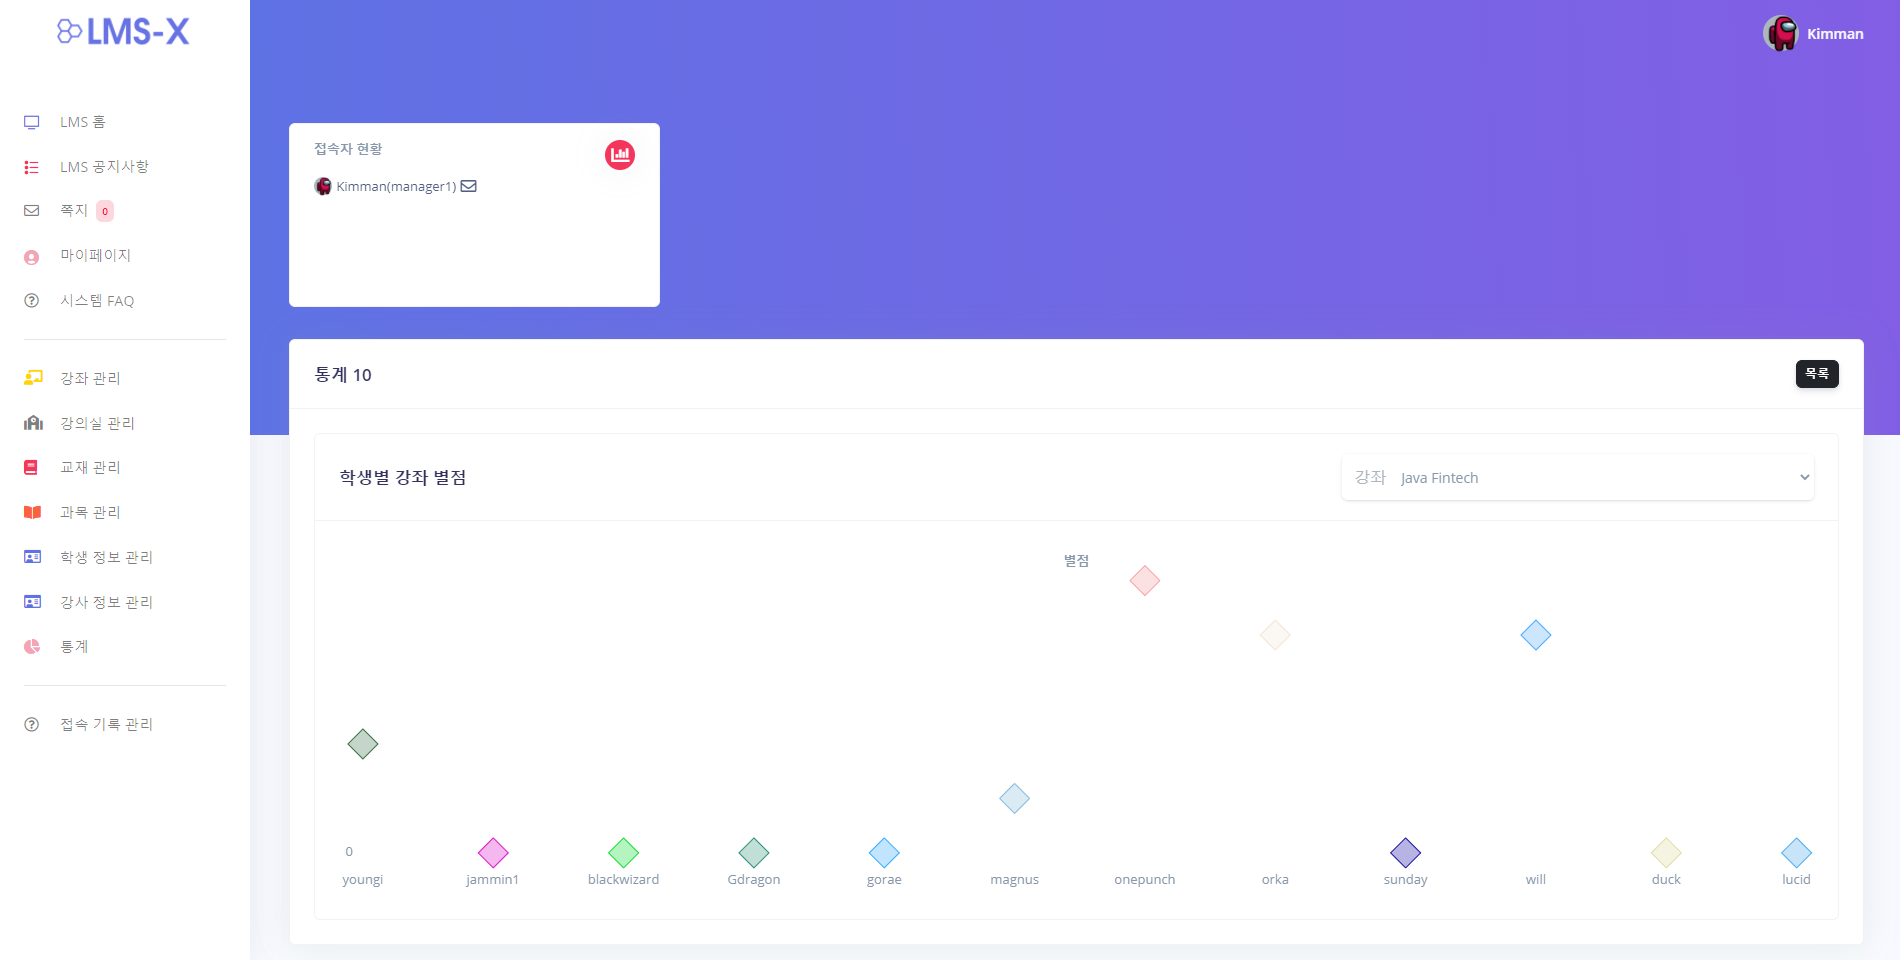 LMS-X
Kimman
LMS 홈
LMS 공지사항
쪽지 0
마이페이지
시스템 FAQ
강좌 관리
강의실 관리
교재 관리
과목 관리
학생 정보 관리
강사 정보 관리
통계
접속 기록 관리
접속자 현황
Kimman(manager1)
통계 10
목록
학생별 강좌 별점
강좌 Java Fintech
별점
0
youngi jammin1 blackwizard Gdragon gorae magnus onepunch orka sunday will duck lucid